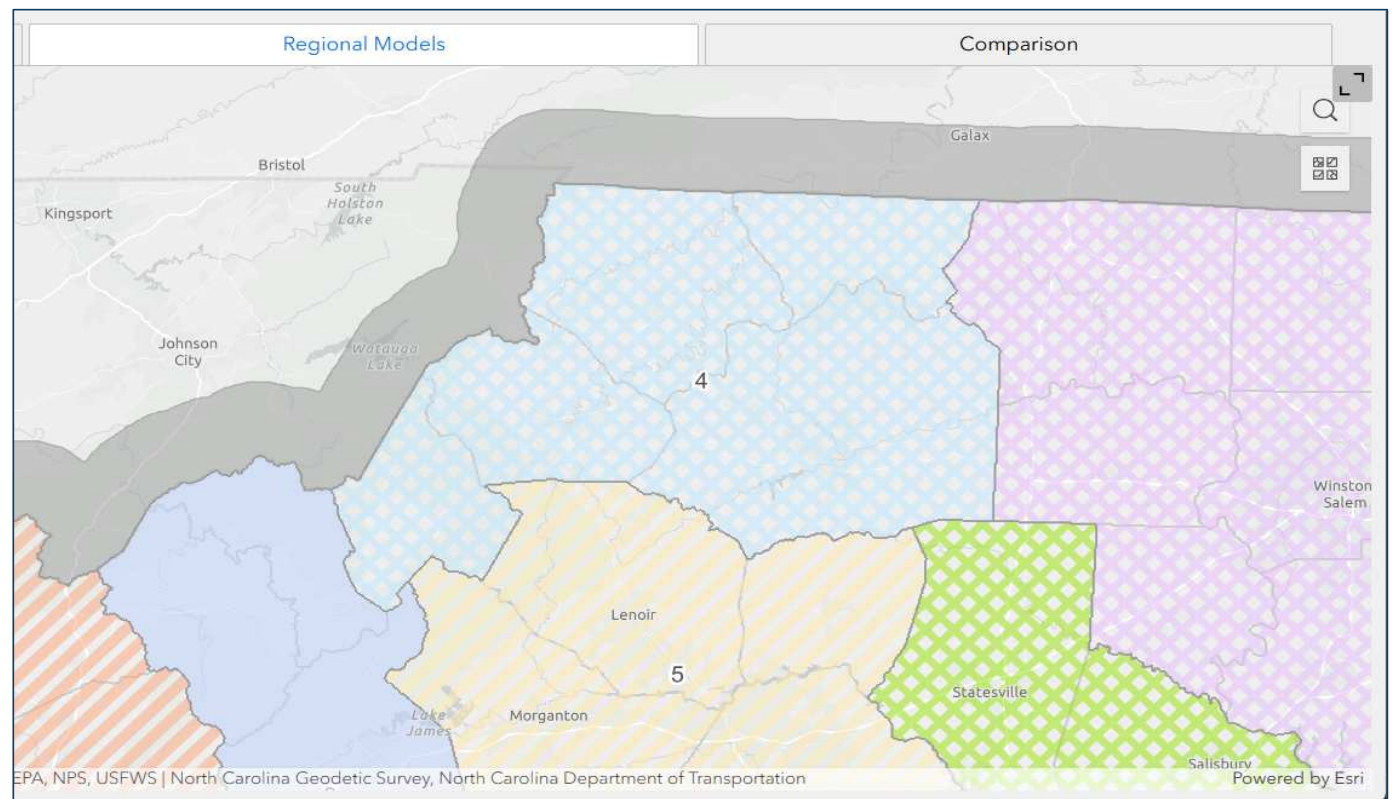 Regional Models
Comparison
Galax
Bristol
South
Holston
Lake
Kingsport
Johnson
City
Watauga
Lake
4
Winston
Salem
Lenoir
5
Statesville
Lake
James
Morganton
Salisbury
EPA, NPS, USFWS | North Carolina Geodetic Survey, North Carolina Department of Transportation
Powered by Esri